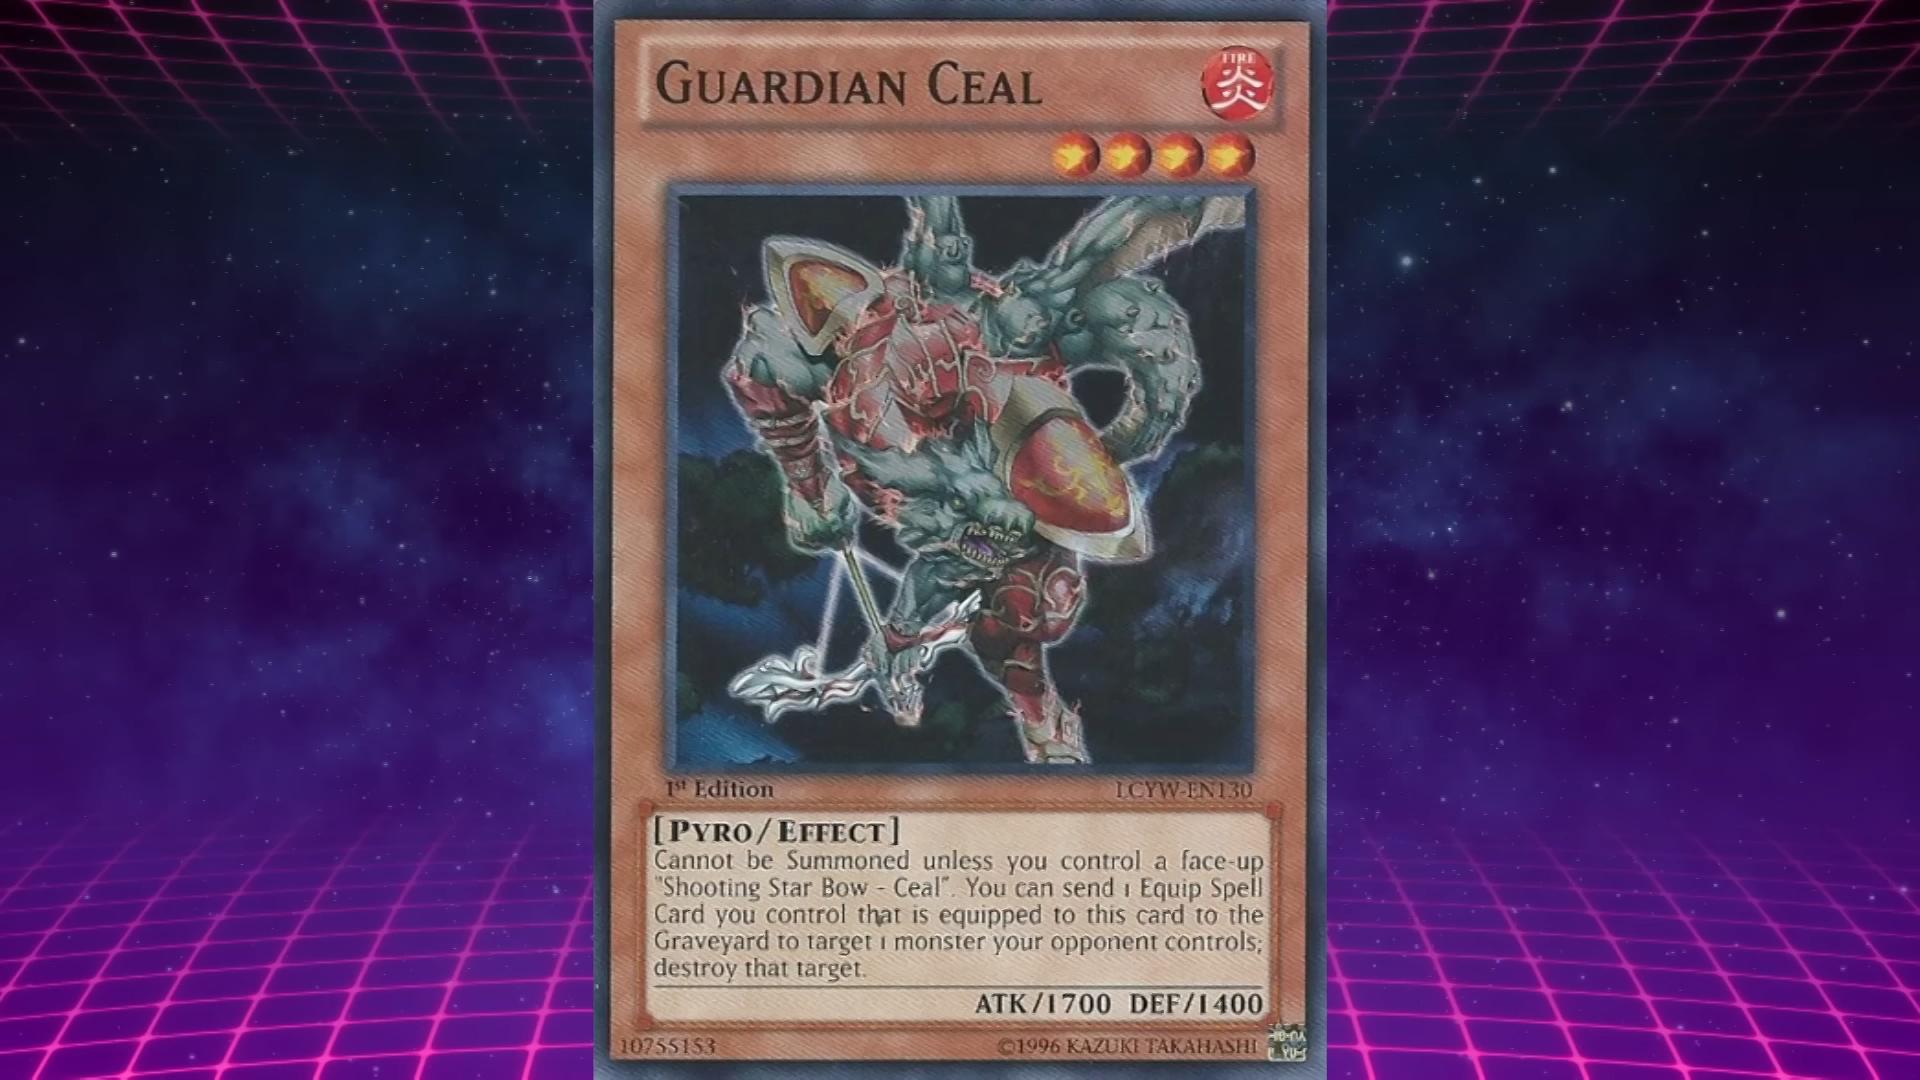 GUARDIAN CEAL
FIRE
炎
1st Edition
LCYW-EN130
[PYRO/EFFECT]
Cannot be Summoned unless you control a face-up
"Shooting Star Bow - Ceal". You can send 1 Equip Spell
Card you control that is equipped to this card to the
Graveyard to target 1 monster your opponent controls;
destroy that target.
ATK/1700 DEF/1400
10755153
©1996 KAZUKI TAKAHASHI